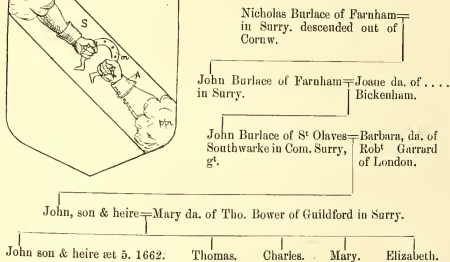 S
Nicholas Burlace of Farnham
in Surry. descended out of
Cornw.
John Burlace of Farnham Joane da. of ....
in Surry. Bickenham.
John Burlace of Sᵗ Olaves Barbara, da. of
Southwarke in Com. Surry, Robᵗ Garrard
gᵗ. of London.
ppr
John, son & heire Mary da. of Tho. Bower of Guildford in Surry.
John son & heire æt 5. 1662. Thomas. Charles. Mary. Elizabeth.